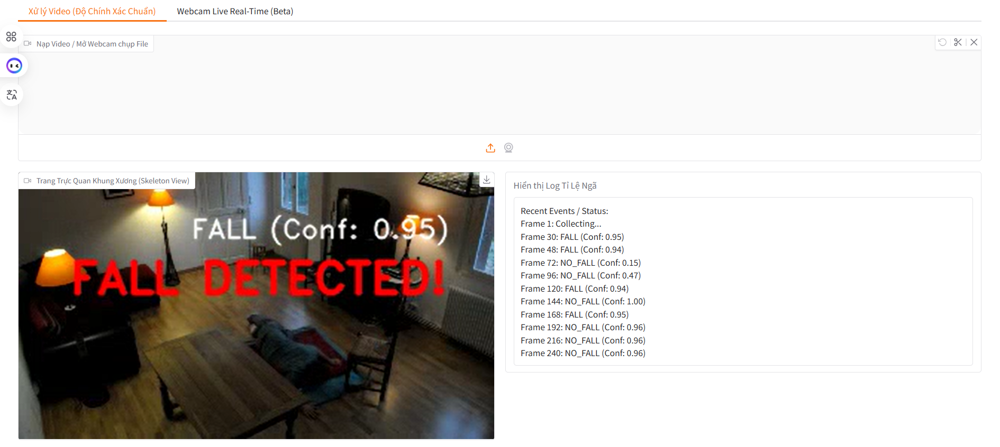 Xử lý Video (Độ Chính Xác Chuẩn)
Webcam Live Real-Time (Beta)
Nạp Video / Mở Webcam chụp File
Trang Trực Quan Khung Xương (Skeleton View)
FALL (Conf: 0.95)
FALL DETECTED!
Hiển thị Log Tỉ Lệ Ngã
Recent Events / Status:
Frame 1: Collecting...
Frame 30: FALL (Conf: 0.95)
Frame 48: FALL (Conf: 0.94)
Frame 72: NO_FALL (Conf: 0.15)
Frame 96: NO_FALL (Conf: 0.47)
Frame 120: FALL (Conf: 0.94)
Frame 144: NO_FALL (Conf: 1.00)
Frame 168: FALL (Conf: 0.95)
Frame 192: NO_FALL (Conf: 0.96)
Frame 216: NO_FALL (Conf: 0.96)
Frame 240: NO_FALL (Conf: 0.96)